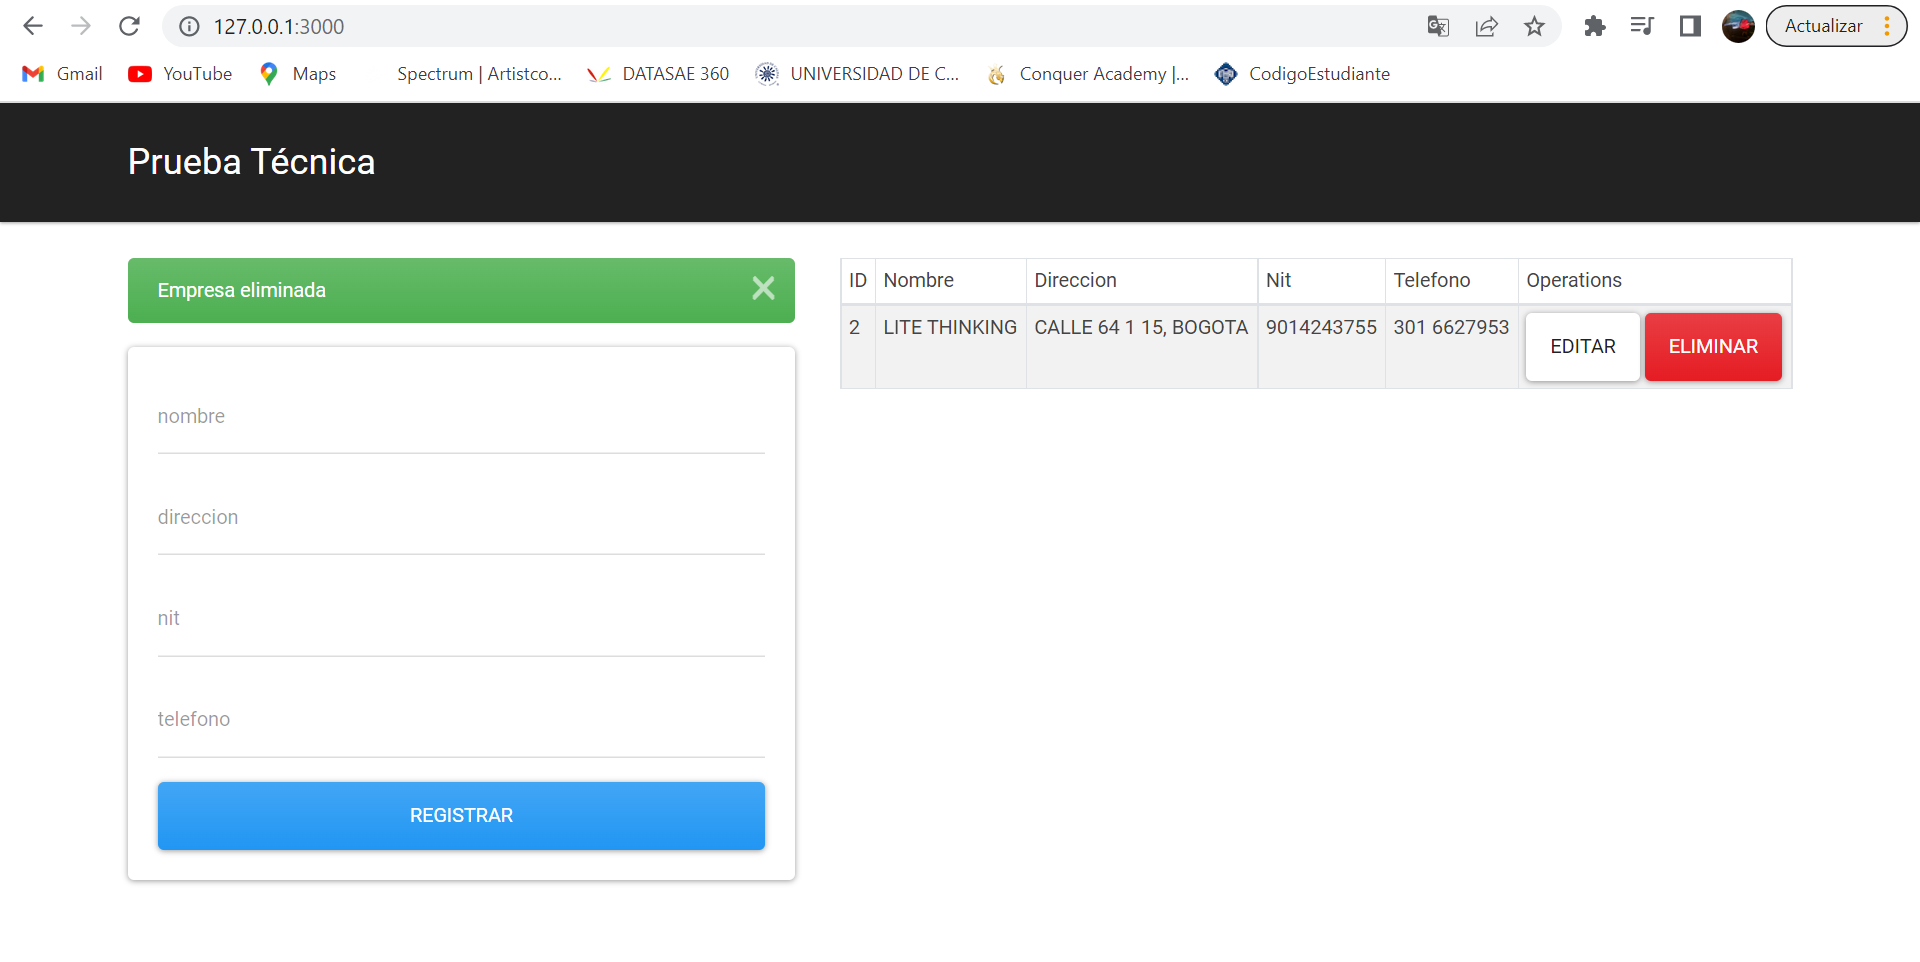 127.0.0.1:3000
Actualizar
Gmail
YouTube
Maps
Spectrum | Artistco...
DATASAE 360
UNIVERSIDAD DE C...
Conquer Academy |...
CodigoEstudiante
Prueba Técnica
Empresa eliminada
nombre
direccion
nit
telefono
REGISTRAR
ID Nombre Direccion Nit Telefono Operations
2 LITE THINKING CALLE 64 1 15, BOGOTA 9014243755 301 6627953 EDITAR ELIMINAR